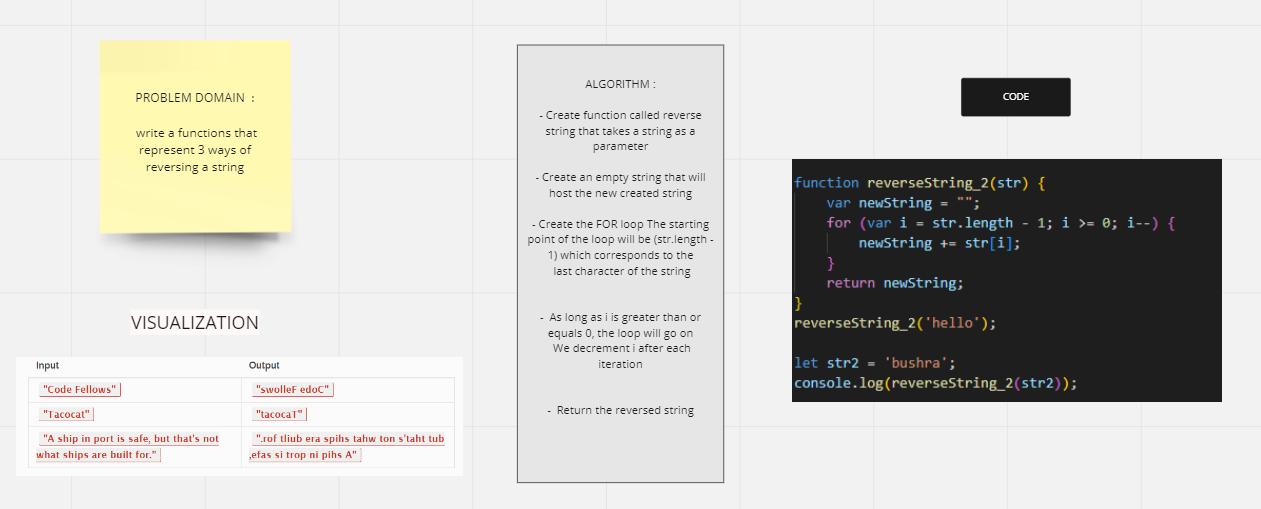 PROBLEM DOMAIN  :
write a functions that
represent 3 ways of
reversing a string
VISUALIZATION
Input Output
"Code Fellows" "swolleF edoC"
"Tacocat" "tacocaT"
"A ship in port is safe, but that's not
what ships are built for."
".rof tliub era spihs tahw ton s'taht tub
,efas si trop ni pihs A"
ALGORITHM :
- Create function called reverse
string that takes a string as a
parameter
- Create an empty string that will
host the new created string
- Create the FOR loop The starting
point of the loop will be (str.length -
1) which corresponds to the
last character of the string
-  As long as i is greater than or
equals 0, the loop will go on
We decrement i after each
iteration
-  Return the reversed string
CODE
function reverseString_2(str) {
    var newString = "";
    for (var i = str.length - 1; i >= 0; i--) {
        newString += str[i];
    }
    return newString;
}
reverseString_2('hello');
let str2 = 'bushra';
console.log(reverseString_2(str2));